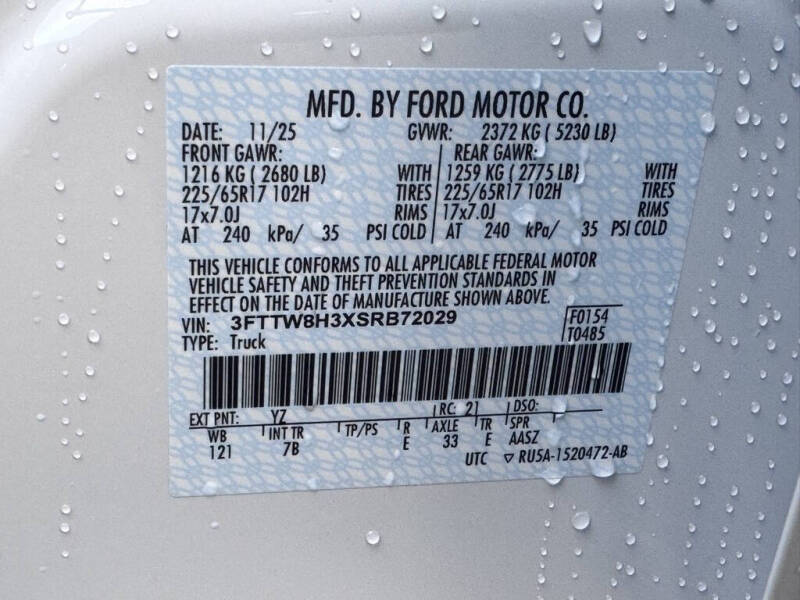 MFD. BY FORD MOTOR CO.
DATE: 11/25 GVWR: 2372 KG ( 5230 LB)
FRONT GAWR: REAR GAWR:
1216 KG ( 2680 LB) WITH 1259 KG ( 2775 LB) WITH
225/65R17 102H TIRES 225/65R17 102H TIRES
17x7.0J RIMS 17x7.0J RIMS
AT 240 kPa/ 35 PSI COLD AT 240 kPa/ 35 PSI COLD
THIS VEHICLE CONFORMS TO ALL APPLICABLE FEDERAL MOTOR
VEHICLE SAFETY AND THEFT PREVENTION STANDARDS IN
EFFECT ON THE DATE OF MANUFACTURE SHOWN ABOVE.
VIN: 3FTTW8H3XSRB72029 F0154
TYPE: Truck T0485
EXT PNT: YZ RC: 21 DSO:
WB INT TR TP/PS R AXLE TR SPR
121 7B E 33 E AASZ
UTC ▽ RU5A-1520472-AB